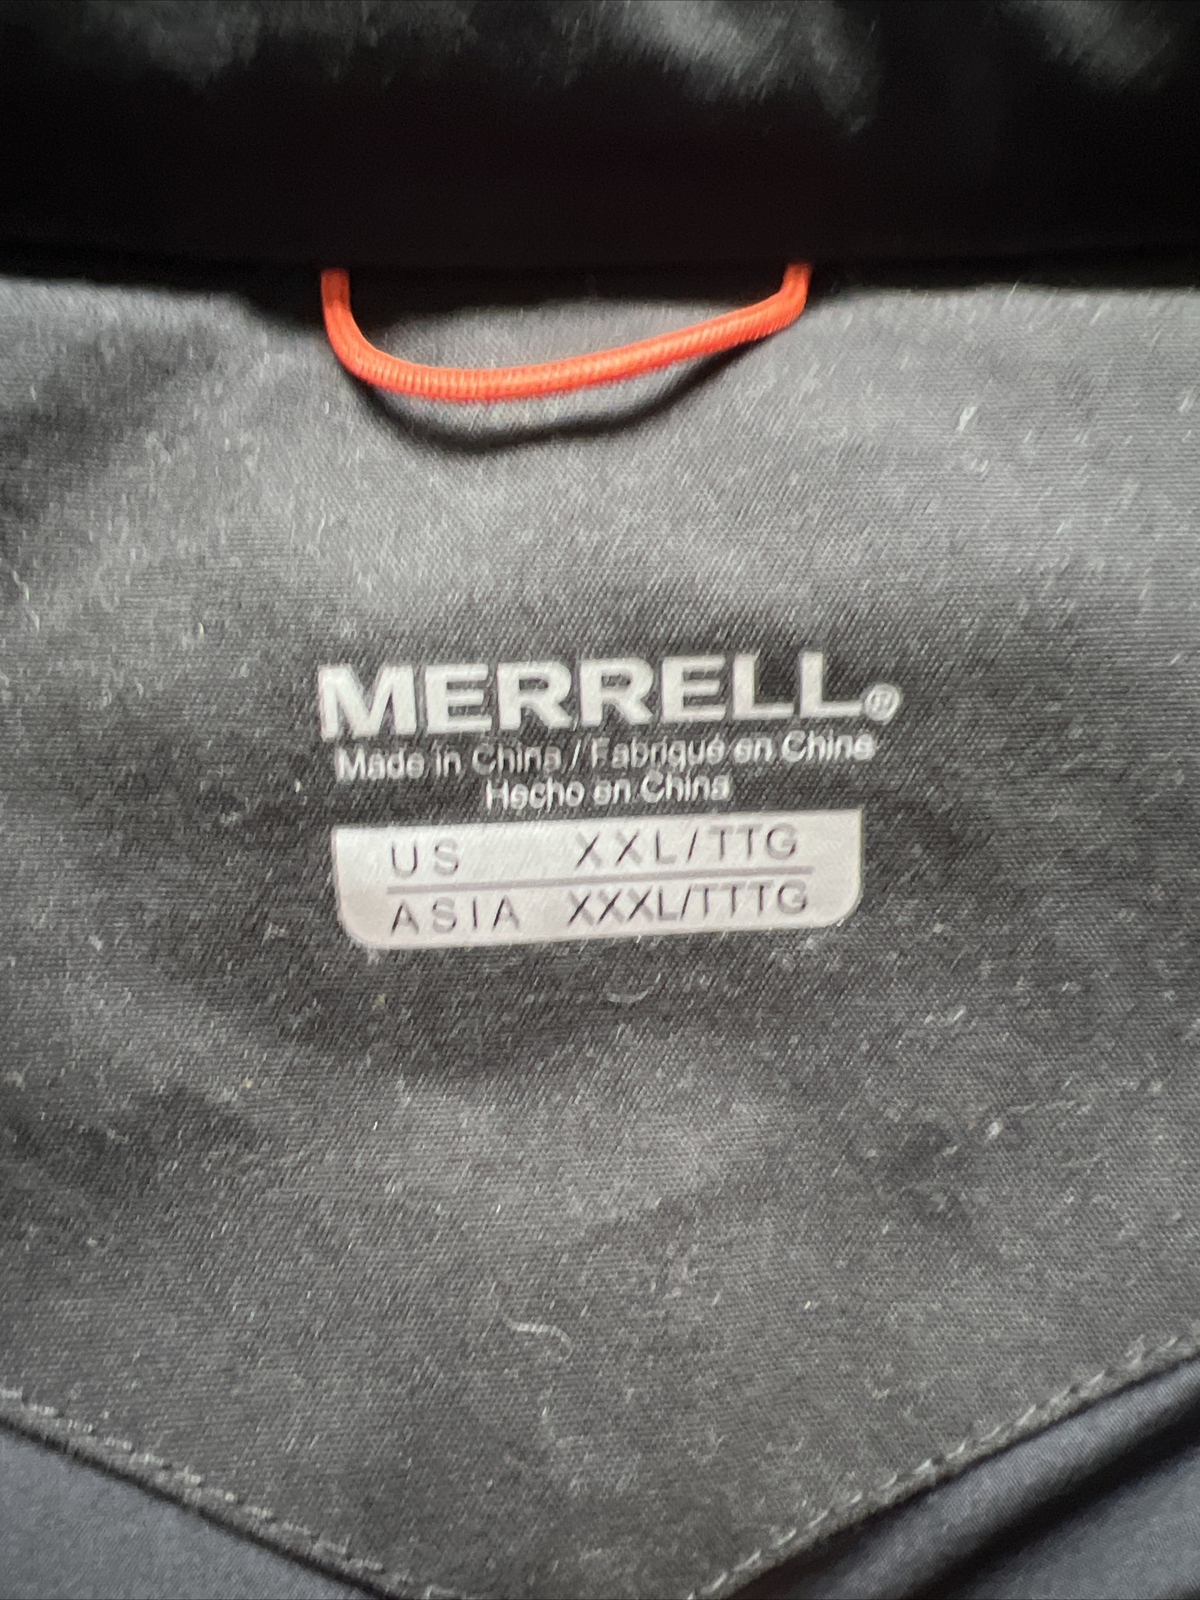 MERRELL®
Made in China / Fabriqué en Chine
Hecho en China
US XXL/TTG
ASIA XXXL/TTTG